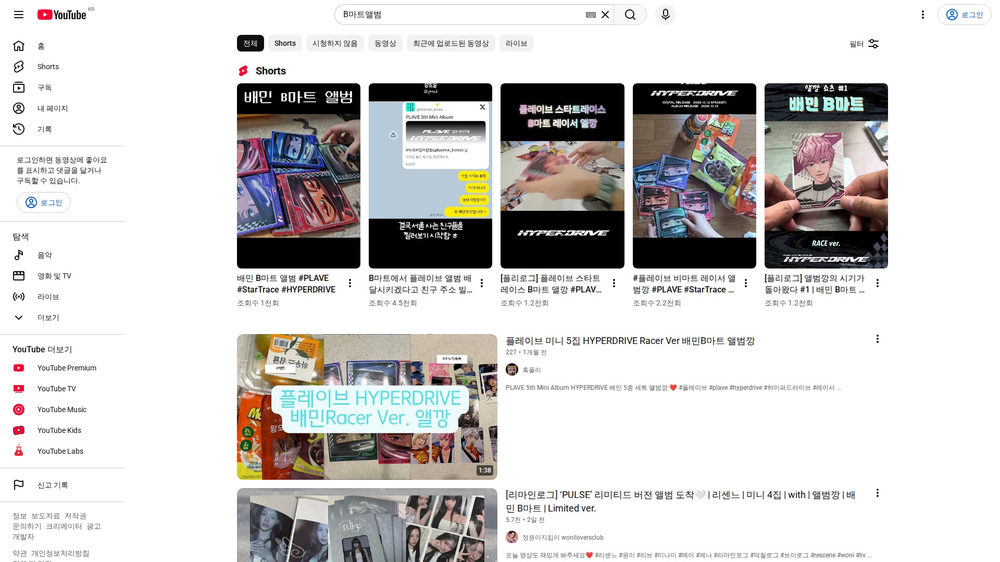 YouTube KR
B마트앨범
로그인
홈
Shorts
구독
내 페이지
기록
로그인하면 동영상에 좋아요
를 표시하고 댓글을 달거나
구독할 수 있습니다.
로그인
탐색
음악
영화 및 TV
라이브
더보기
YouTube 더보기
YouTube Premium
YouTube TV
YouTube Music
YouTube Kids
YouTube Labs
신고 기록
정보 보도자료 저작권
문의하기 크리에이터 광고
개발자
약관 개인정보처리방침
전체 Shorts 시청하지 않음 동영상 최근에 업로드된 동영상 라이브
필터
Shorts
배민 B마트 앨범
배민 B마트 앨범 #PLAVE
#StarTrace #HYPERDRIVE
조회수 1천회
PLAVE 5th Mini Album
결국 서울 사는 친구들을
B마트에서 플레이브 앨범 배
달시키겠다고 친구 주소 빌...
조회수 4.5천회
플레이브 스타트레이스
B마트 레이서 앨깡
HYPERDRIVE
[플리로그] 플레이브 스타트
레이스 B마트 앨깡 #PLAV...
조회수 1.2천회
HYPERDRIVE
#플레이브 비마트 레이서 앨
범깡 #PLAVE #StarTrace ...
조회수 2.2천회
앨깡 쇼츠 #1
배민 B마트
RACE ver.
HYPERDRIVE
[플리로그] 앨범깡의 시기가
돌아왔다 #1 | 배민 B마트 ...
조회수 1.2천회
플레이브 HYPERDRIVE
배민Racer Ver. 앨깡
1:38
플레이브 미니 5집 HYPERDRIVE Racer Ver 배민B마트 앨범깡
227 • 1개월 전
흑플리
PLAVE 5th Mini Album HYPERDRIVE 배민 5종 세트 앨범깡 ❤️ #플레이브 #plave #hyperdrive #하이퍼드라이브 #레이서 ...
[리마인로그] ‘PULSE’ 리미티드 버전 앨범 도착🤍 | 리센느 | 미니 4집 | with | 앨범깡 | 배
민 B마트 | Limited ver.
5.7천 • 2일 전
정원이지킴이 woniloversclub
오늘 영상도 재밌게 봐주세요❤️ #리센느 #원이 #리브 #미나미 #메이 #제나 #리마인로그 #덕질로그 #브이로그 #rescene #woni #liv ...